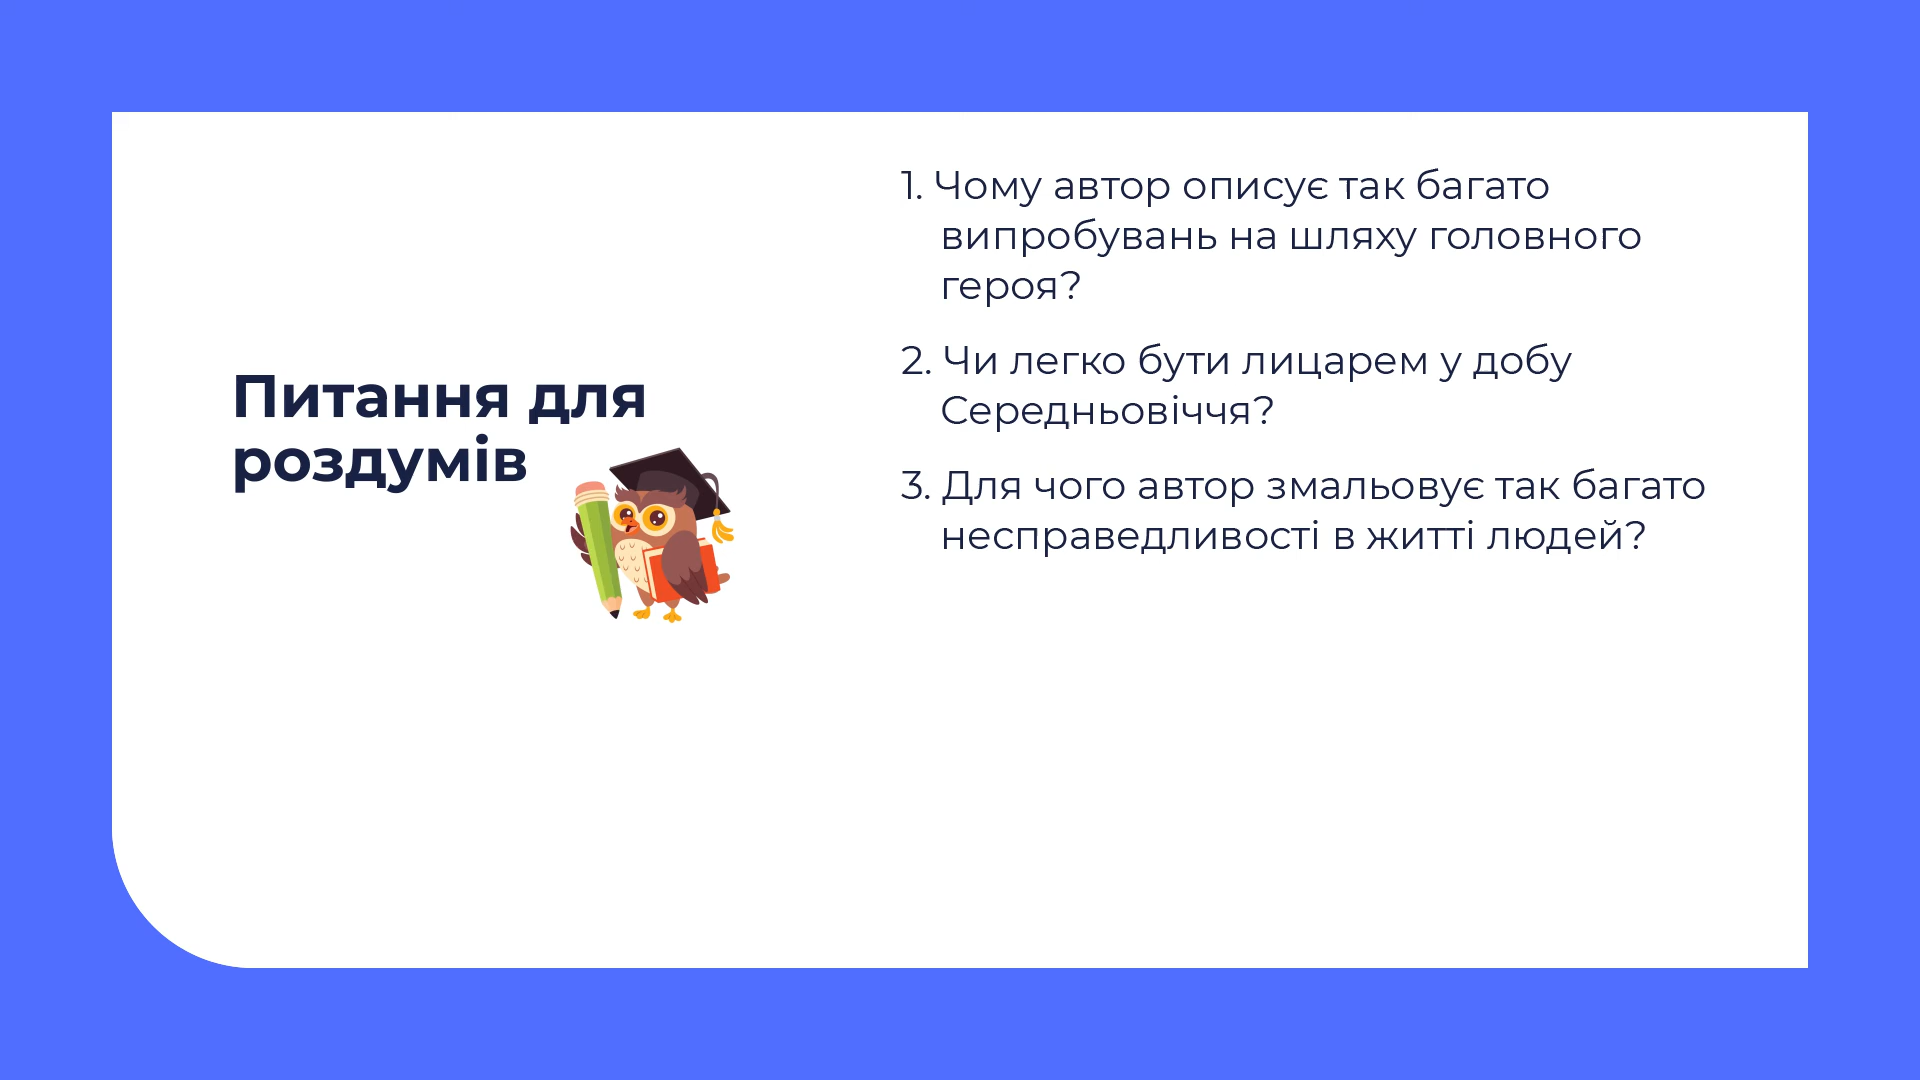 Питання для
роздумів
1. Чому автор описує так багато
випробувань на шляху головного
героя?
2. Чи легко бути лицарем у добу
Середньовіччя?
3. Для чого автор змальовує так багато
несправедливості в житті людей?